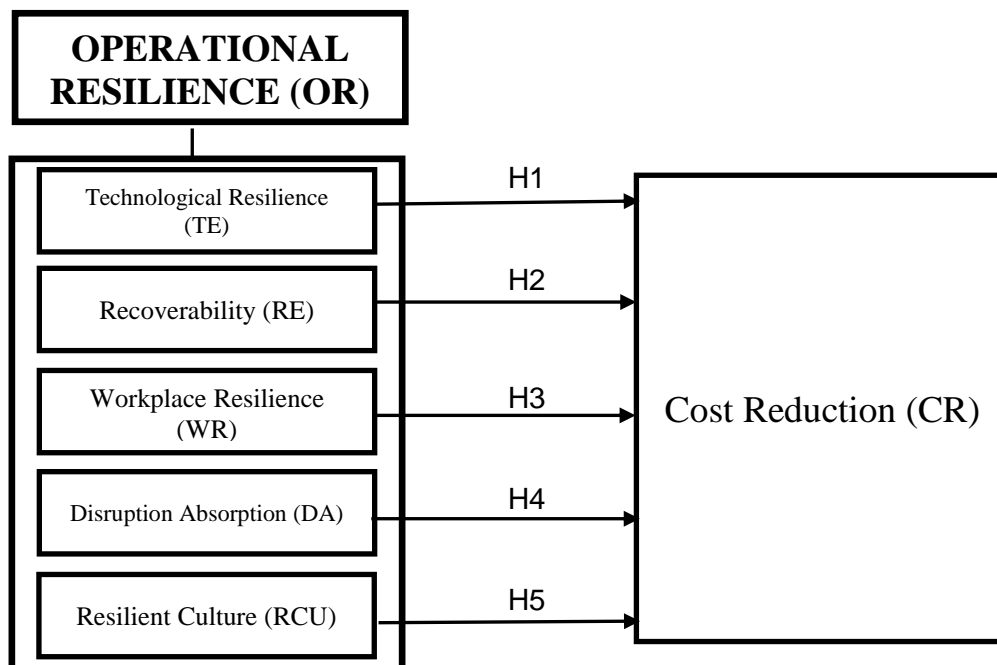 OPERATIONAL
RESILIENCE (OR)
Technological Resilience
(TE)
H1
Recoverability (RE)
H2
Workplace Resilience
(WR)
H3
Disruption Absorption (DA)
H4
Resilient Culture (RCU)
H5
Cost Reduction (CR)